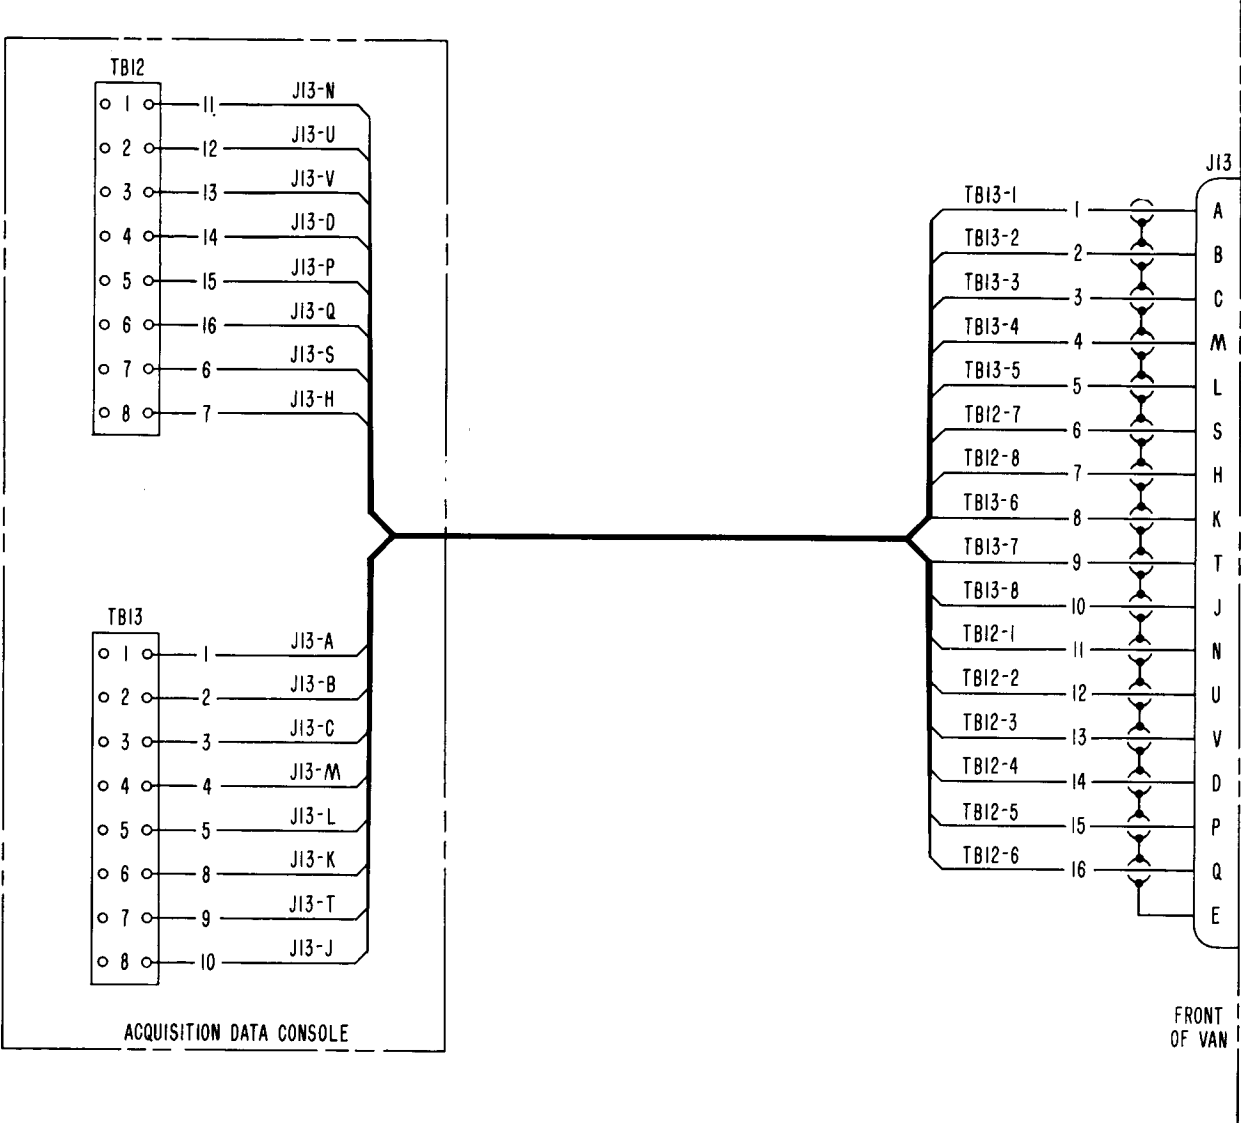 TB12
1 11 J13-N
2 12 J13-U
3 13 J13-V
4 14 J13-D
5 15 J13-P
6 16 J13-Q
7 6 J13-S
8 7 J13-H
TB13
1 1 J13-A
2 2 J13-B
3 3 J13-C
4 4 J13-M
5 5 J13-L
6 8 J13-K
7 9 J13-T
8 10 J13-J
ACQUISITION DATA CONSOLE
J13
TB13-1 1 A
TB13-2 2 B
TB13-3 3 C
TB13-4 4 M
TB13-5 5 L
TB12-7 6 S
TB12-8 7 H
TB13-6 8 K
TB13-7 9 T
TB13-8 10 J
TB12-1 11 N
TB12-2 12 U
TB12-3 13 V
TB12-4 14 D
TB12-5 15 P
TB12-6 16 Q
E
FRONT
OF VAN